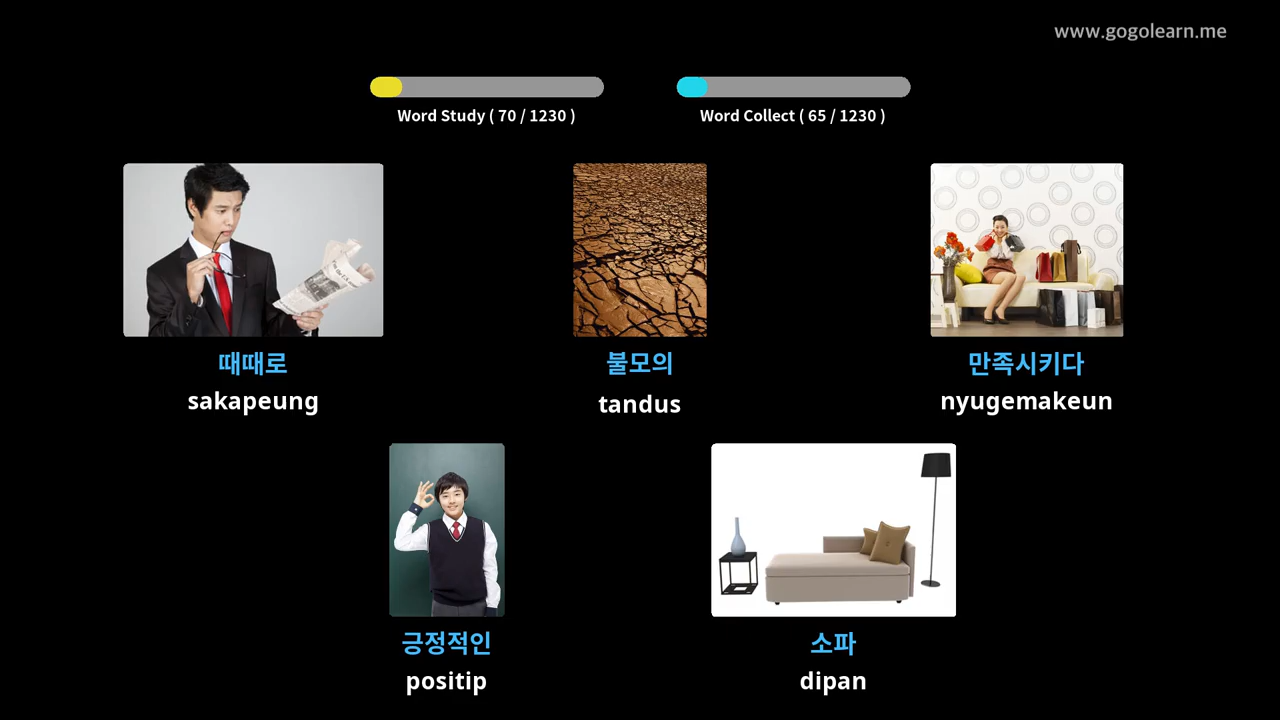 www.gogolearn.me
Word Study ( 70 / 1230 )
Word Collect ( 65 / 1230 )
때때로
불모의
만족시키다
sakapeung
tandus
nyugemakeun
긍정적인
소파
positip
dipan